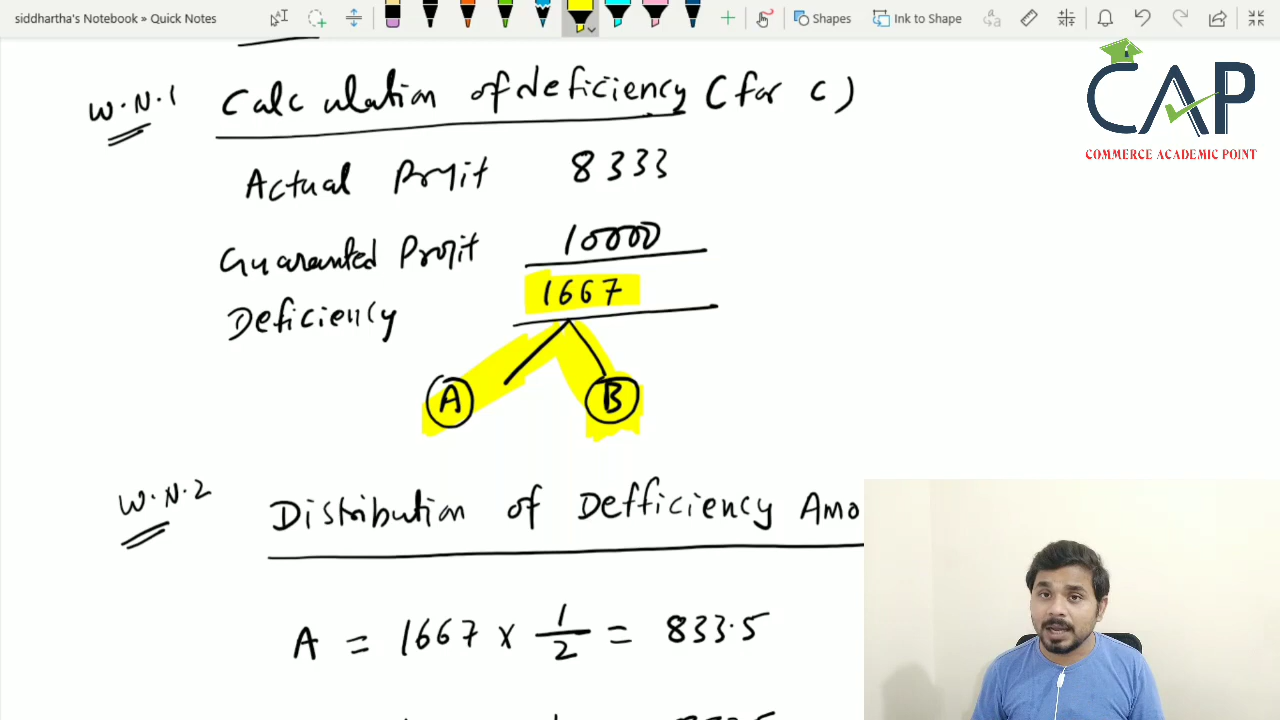 siddhartha's Notebook » Quick Notes
Shapes
Ink to Shape
CAP
COMMERCE ACADEMIC POINT
W.N.1 Calculation of deficiency (for C)
Actual Profit 8333
Guaranted Profit 10000
Deficiency 1667
A B
W.N.2 Distribution of Defficiency Amo
A = 1667 x 1/2 = 833.5